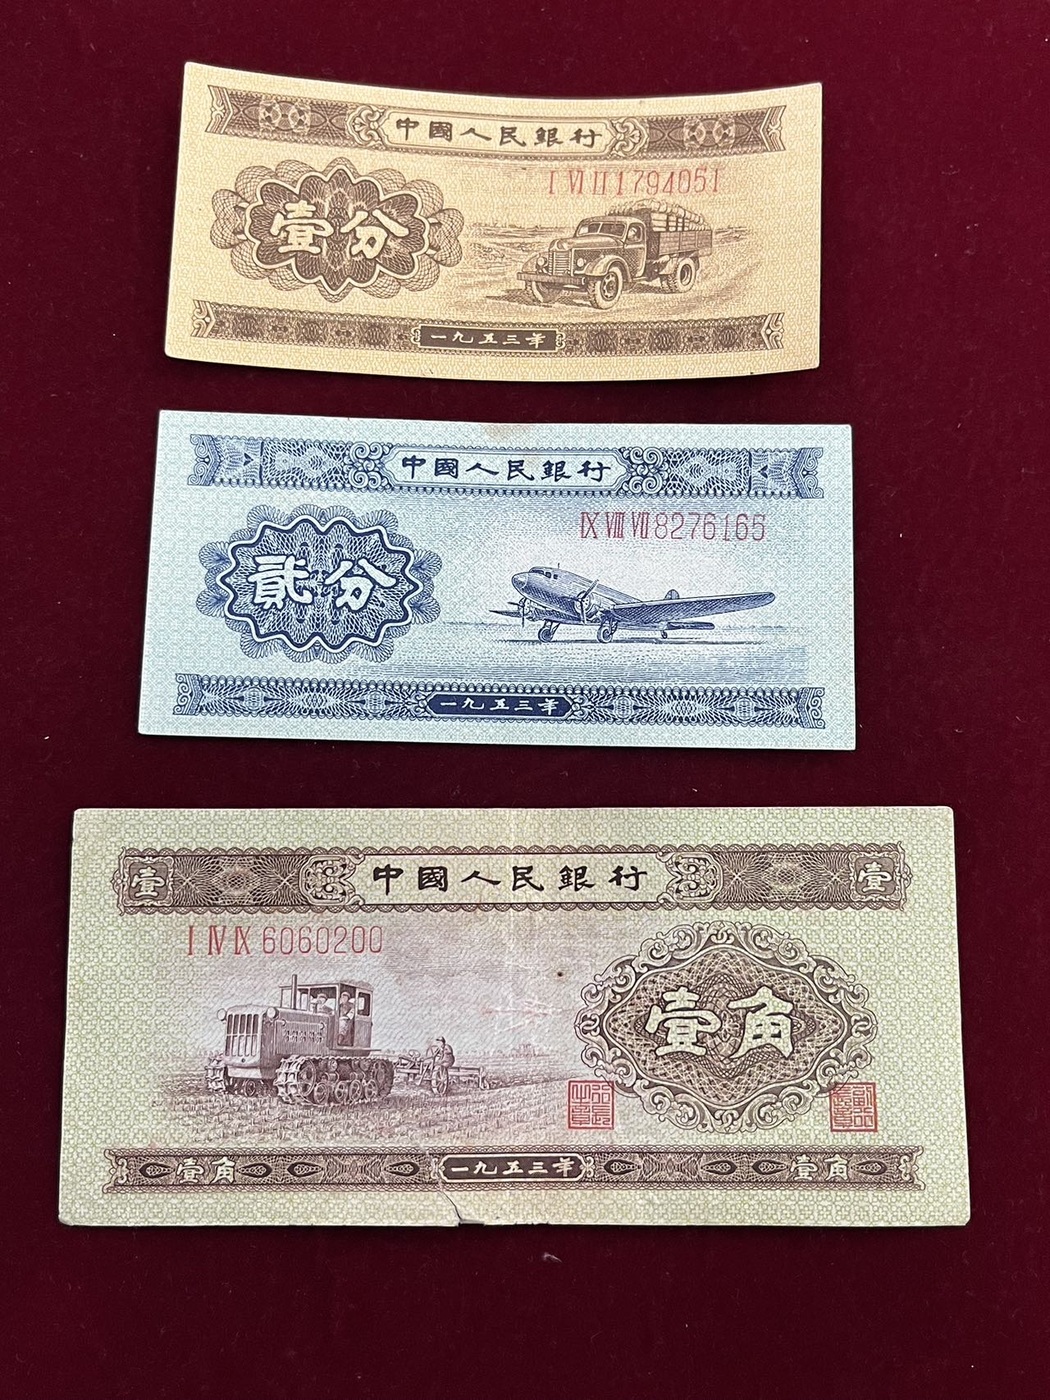 中國人民銀行
I VI II 1794051
壹分
一九五三年
中國人民銀行
IX VIII VII 8276165
貳分
一九五三年
壹 中國人民銀行 壹
I IV IX 6060200
壹角
壹角 一九五三年 壹角